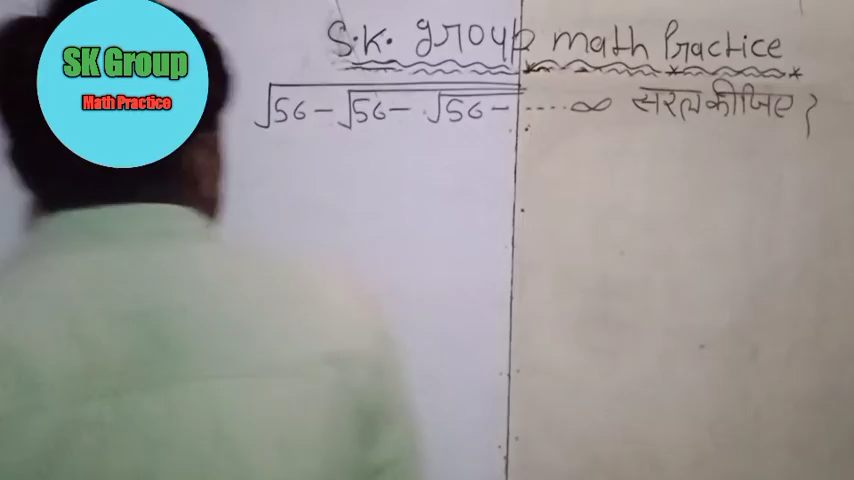 SK Group
Math Practice
S.K. group math Practice
√56-√56-√56- ..... ∞ सरल कीजिए?